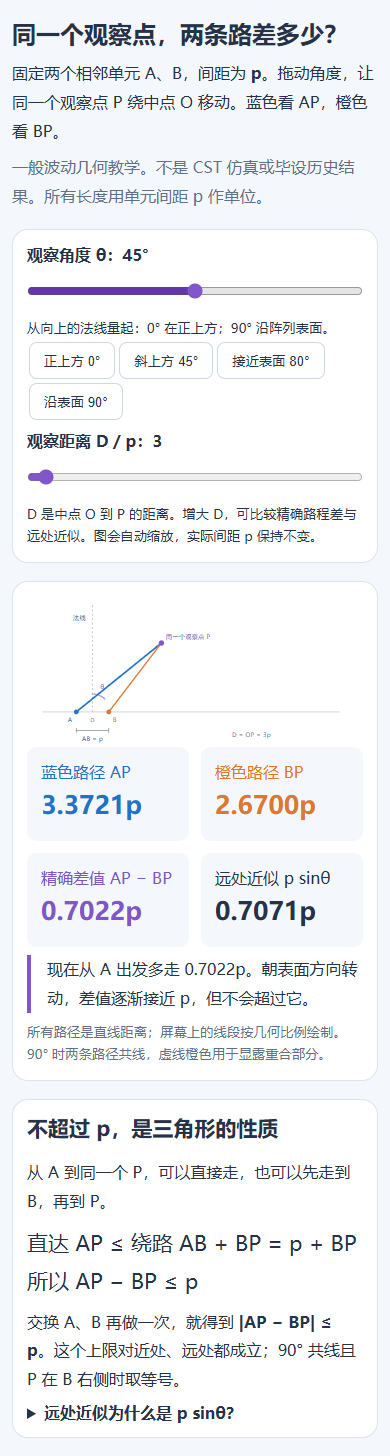 同一个观察点，两条路差多少？
固定两个相邻单元 A、B，间距为 p。拖动角度，让
同一个观察点 P 绕中点 O 移动。蓝色看 AP，橙色
看 BP。
一般波动几何教学。不是 CST 仿真或毕设历史结
果。所有长度用单元间距 p 作单位。
观察角度 θ：45°
从向上的法线量起：0° 在正上方；90° 沿阵列表面。
正上方 0°
斜上方 45°
接近表面 80°
沿表面 90°
观察距离 D / p：3
D 是中点 O 到 P 的距离。增大 D，可比较精确路程差与
远处近似。图会自动缩放，实际间距 p 保持不变。
法线
同一个观察点 P
θ
A
O
B
AB = p
D = OP = 3p
蓝色路径 AP
3.3721p
橙色路径 BP
2.6700p
精确差值 AP − BP
0.7022p
远处近似 p sinθ
0.7071p
现在从 A 出发多走 0.7022p。朝表面方向转
动，差值逐渐接近 p，但不会超过它。
所有路径是直线距离；屏幕上的线段按几何比例绘制。
90° 时两条路径共线，虚线橙色用于显露重合部分。
不超过 p，是三角形的性质
从 A 到同一个 P，可以直接走，也可以先走到
B，再到 P。
直达 AP ≤ 绕路 AB + BP = p + BP
所以 AP − BP ≤ p
交换 A、B 再做一次，就得到 |AP − BP| ≤
p。这个上限对近处、远处都成立；90° 共线且
P 在 B 右侧时取等号。
▶ 远处近似为什么是 p sinθ？